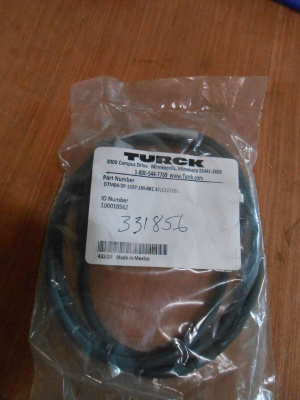 TURCK
3000 Campus Drive Minneapolis, Minnesota 55441-2656
1-800-544-7769 www.Turck.com
Part Number
ID Number
100010562
331856
Made in Mexico